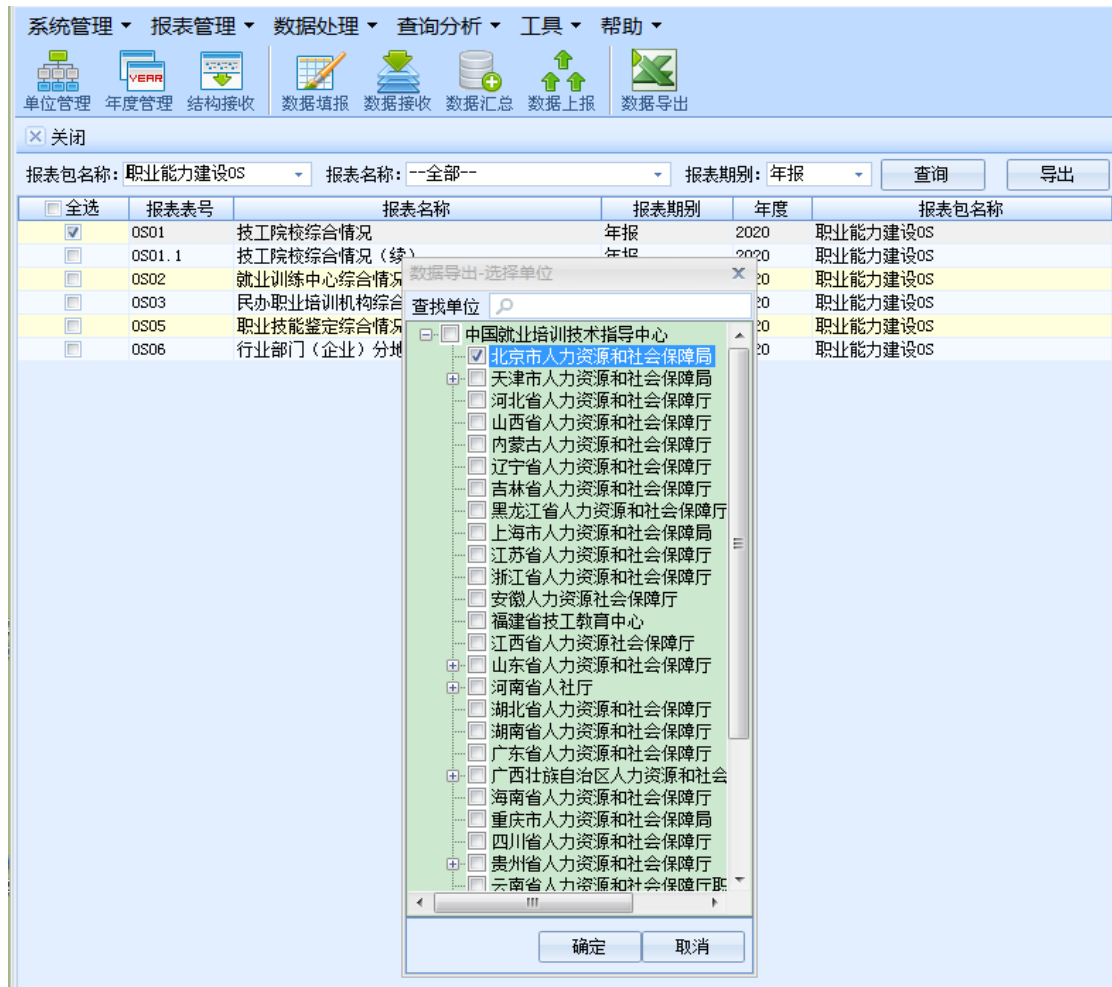 系统管理 报表管理 数据处理 查询分析 工具 帮助
YEAR
单位管理 年度管理 结构接收 数据填报 数据接收 数据汇总 数据上报 数据导出
关闭
报表包名称: 职业能力建设OS 报表名称: --全部-- 报表期别: 年报 查询 导出
全选 报表表号 报表名称 报表期别 年度 报表包名称
OS01 技工院校综合情况 年报 2020 职业能力建设OS
OS01.1 技工院校综合情况（续） 年报 2020 职业能力建设OS
OS02 就业训练中心综合情况 20 职业能力建设OS
OS03 民办职业培训机构综合 20 职业能力建设OS
OS05 职业技能鉴定综合情况 20 职业能力建设OS
OS06 行业部门（企业）分地 20 职业能力建设OS
数据导出-选择单位
查找单位
中国就业培训技术指导中心
北京市人力资源和社会保障局
天津市人力资源和社会保障局
河北省人力资源和社会保障厅
山西省人力资源和社会保障厅
内蒙古人力资源和社会保障厅
辽宁省人力资源和社会保障厅
吉林省人力资源和社会保障厅
黑龙江省人力资源和社会保障厅
上海市人力资源和社会保障局
江苏省人力资源和社会保障厅
浙江省人力资源和社会保障厅
安徽人力资源社会保障厅
福建省技工教育中心
江西省人力资源社会保障厅
山东省人力资源和社会保障厅
河南省人社厅
湖北省人力资源和社会保障厅
湖南省人力资源和社会保障厅
广东省人力资源和社会保障厅
广西壮族自治区人力资源和社会
海南省人力资源和社会保障厅
重庆市人力资源和社会保障局
四川省人力资源和社会保障厅
贵州省人力资源和社会保障厅
云南省人力资源和社会保障厅职
确定 取消